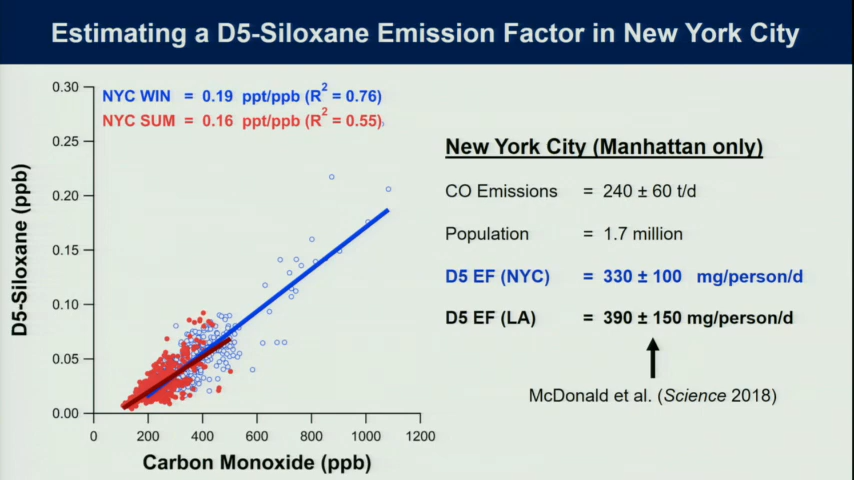 Estimating a D5-Siloxane Emission Factor in New York City
NYC WIN = 0.19 ppt/ppb (R2 = 0.76)
NYC SUM = 0.16 ppt/ppb (R2 = 0.55)
0.30
0.25
0.20
0.15
0.10
0.05
0.00
D5-Siloxane (ppb)
0 200 400 600 800 1000 1200
Carbon Monoxide (ppb)
New York City (Manhattan only)
CO Emissions = 240 ± 60 t/d
Population = 1.7 million
D5 EF (NYC) = 330 ± 100 mg/person/d
D5 EF (LA) = 390 ± 150 mg/person/d
McDonald et al. (Science 2018)